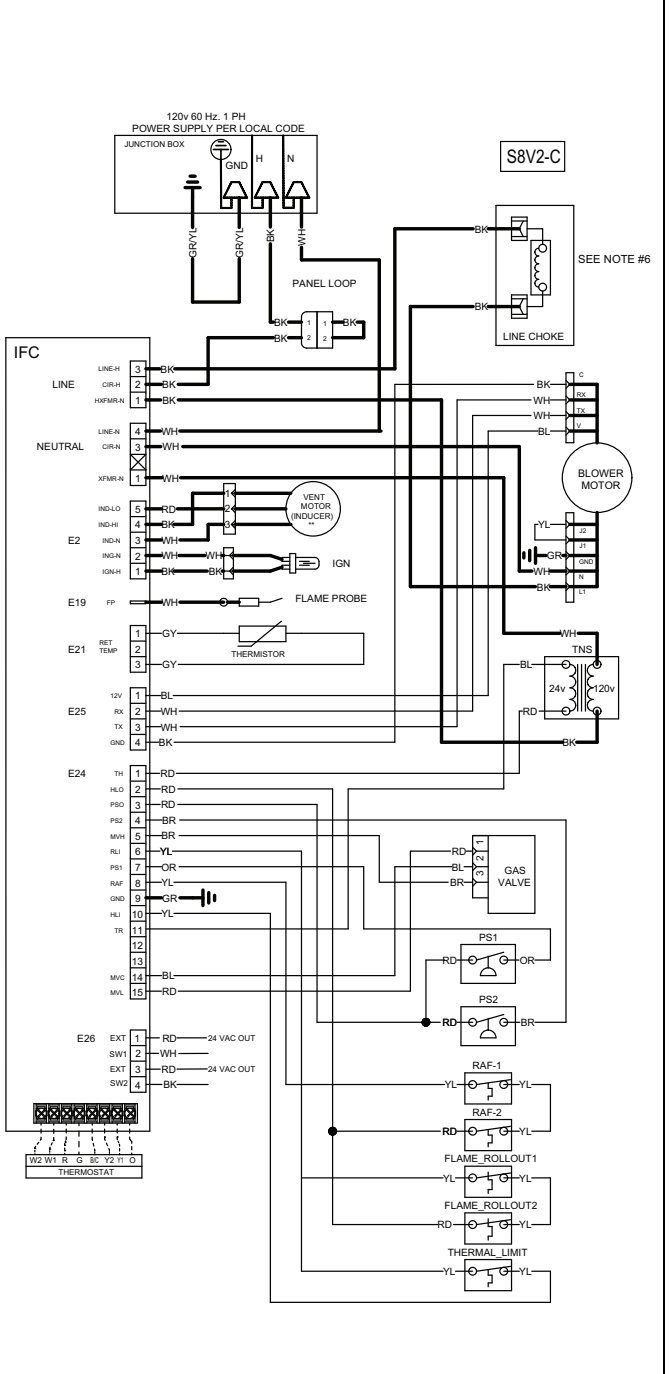 120v 60 Hz. 1 PH
POWER SUPPLY PER LOCAL CODE
JUNCTION BOX
GND
H
N
S8V2-C
GR/YL
GR/YL
BK
WH
PANEL LOOP
BK 1 1 BK
BK 2 2
BK
BK
SEE NOTE #6
LINE CHOKE
IFC
LINE
LINE-H 3 BK
CIR-H 2 BK
HXFMR-N 1 BK
NEUTRAL
LINE-N 4 WH
CIR-N 3 WH
XFMR-N 1 WH
BK C
WH RX
WH TX
BL V
BLOWER
MOTOR
YL J2
J1
GR GND
WH N
BK L1
E2
IND-LO 5 RD
IND-HI 4 BK
IND-N 3 WH
ING-N 2 WH WH
IGN-H 1 BK BK
1
2
3
VENT
MOTOR
(INDUCER)
**
IGN
E19 FP WH
FLAME PROBE
E21
RET
TEMP
1 GY
2
3 GY
THERMISTOR
WH
TNS
BL
24v 120v
RD
BK
E25
12V 1 BL
RX 2 WH
TX 3 WH
GND 4 BK
E24
TH 1 RD
HLO 2 RD
PSO 3 RD
PS2 4 BR
MVH 5 BR
RLI 6 YL
PS1 7 OR
RAF 8 YL
GND 9 GR
HLI 10 YL
TR 11
12
13
MVC 14 BL
MVL 15 RD
RD 1
BL 2
BR 3
GAS
VALVE
PS1
RD OR
PS2
RD BR
E26
EXT 1 RD 24 VAC OUT
SW1 2 WH
EXT 3 RD 24 VAC OUT
SW2 4 BK
RAF-1
YL YL
RAF-2
RD YL
FLAME_ROLLOUT1
YL YL
FLAME_ROLLOUT2
RD YL
THERMAL_LIMIT
YL YL
W2 W1 R G B/C Y2 Y1 O
THERMOSTAT